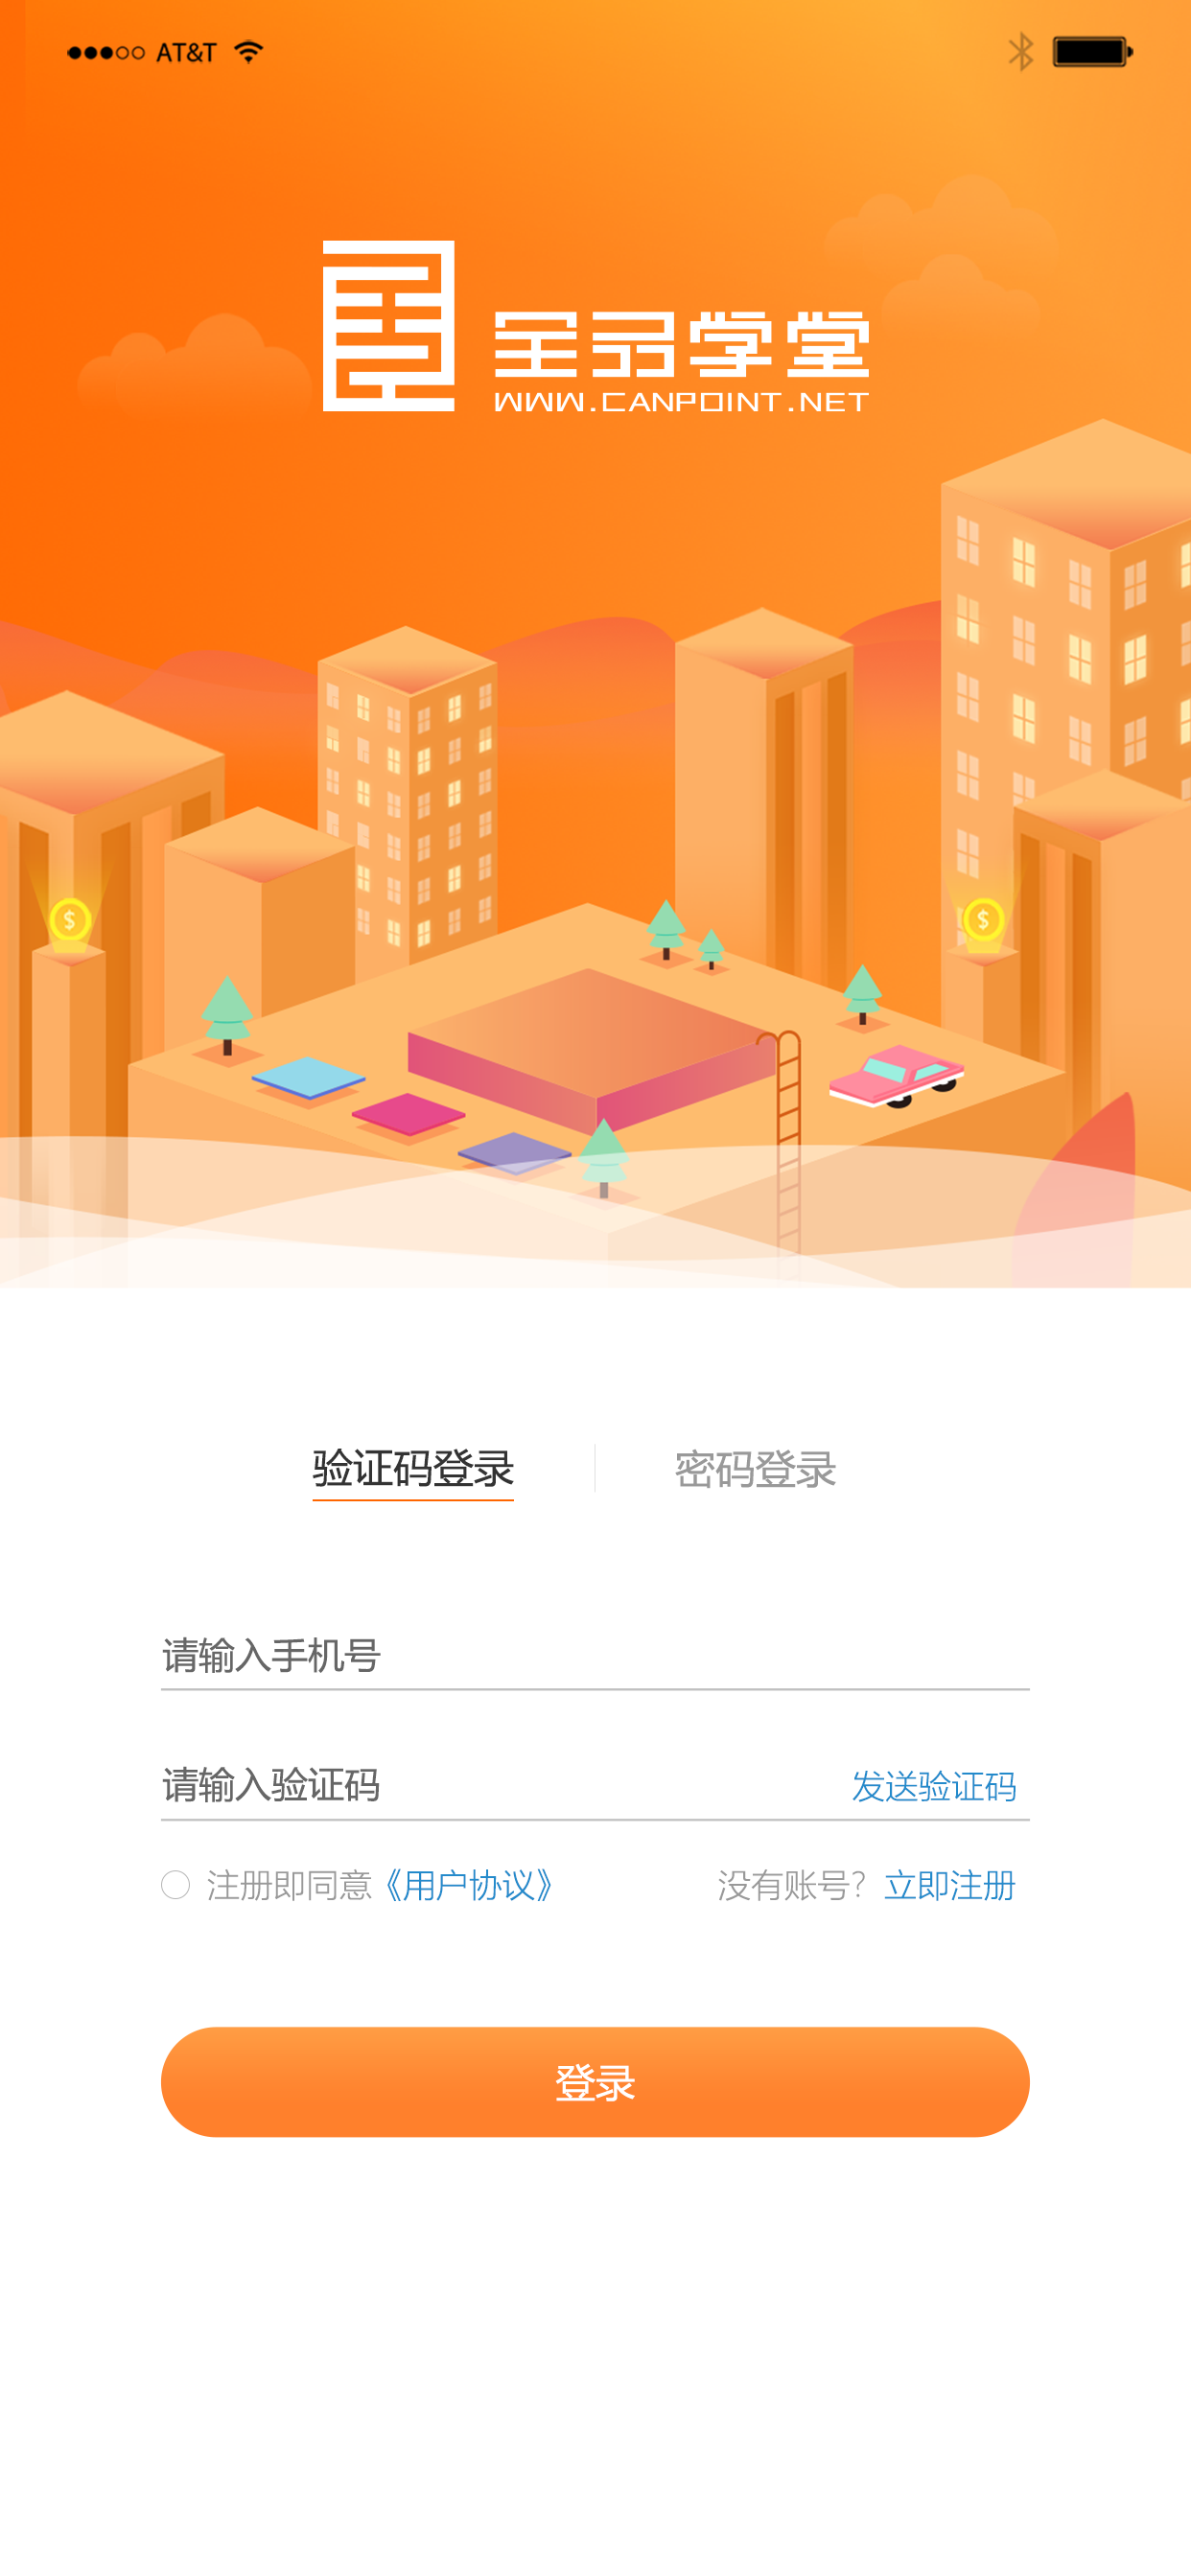 AT&T
全易学堂
WWW.CANPOINT.NET
验证码登录 密码登录
请输入手机号
请输入验证码 发送验证码
注册即同意《用户协议》 没有账号？立即注册
登录